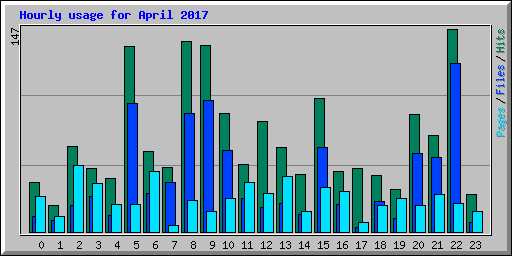 Hourly usage for April 2017
147
Pages / Files / Hits
0 1 2 3 4 5 6 7 8 9 10 11 12 13 14 15 16 17 18 19 20 21 22 23